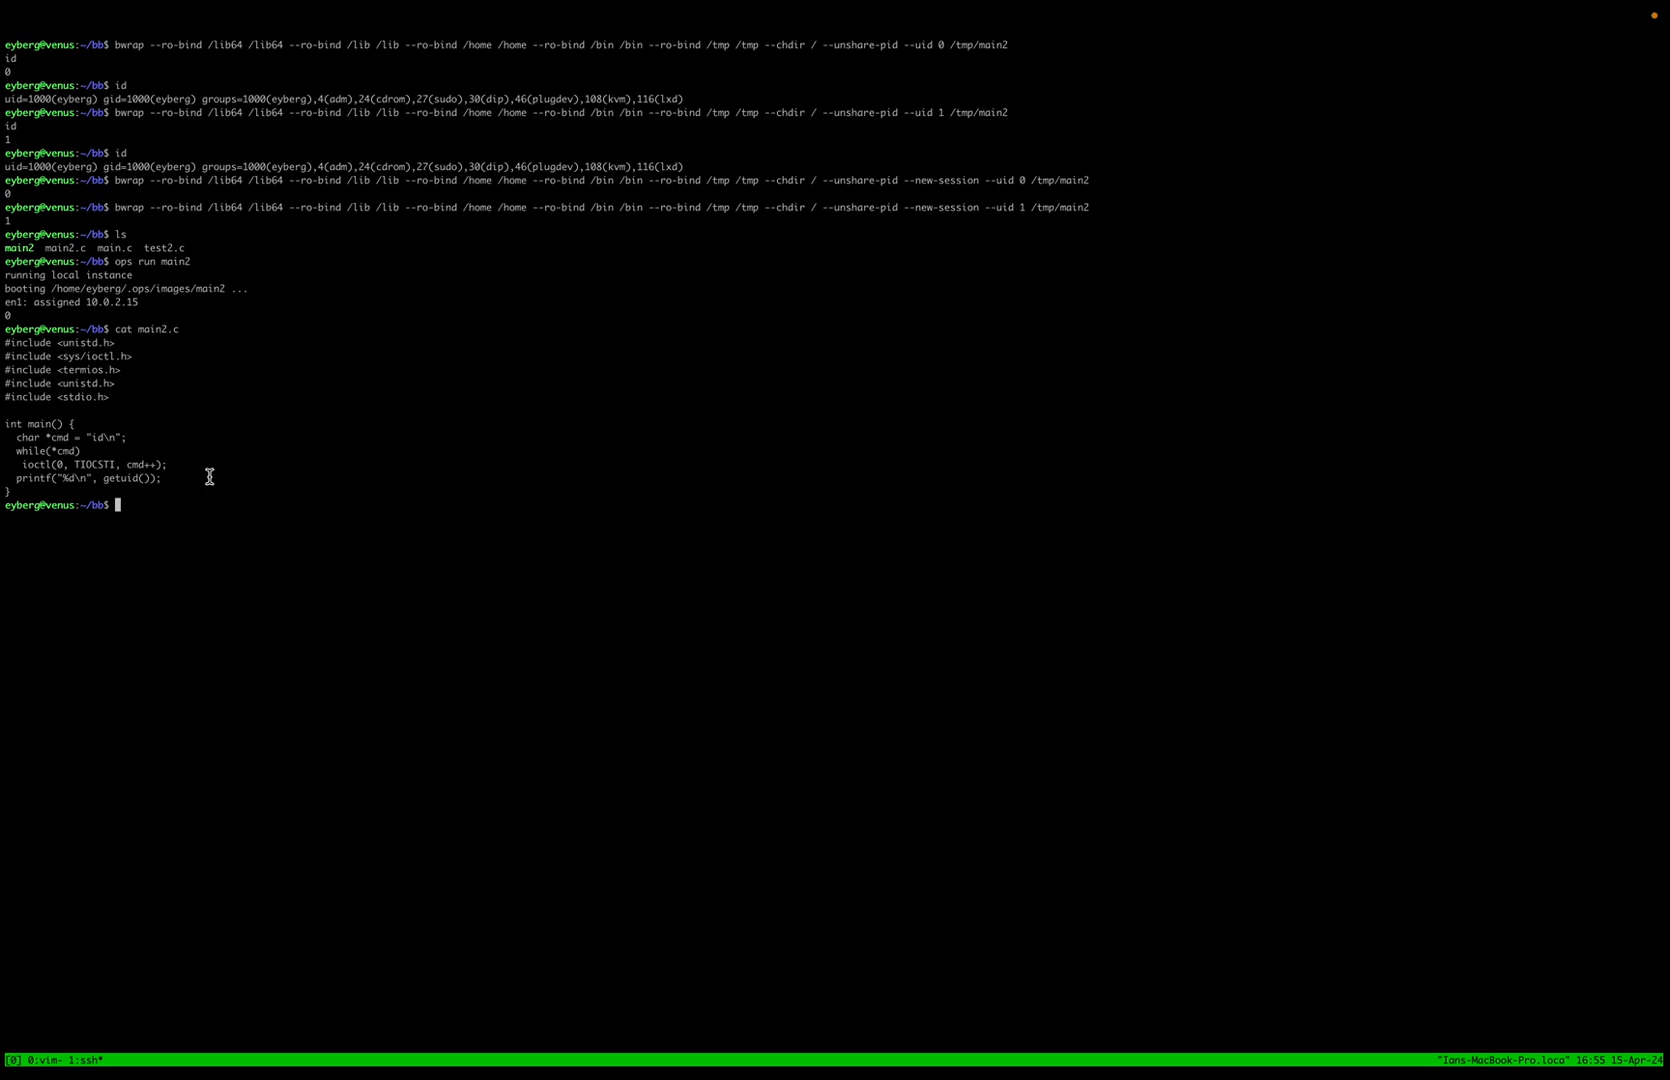 eyberg@venus:~/bb$ bwrap --ro-bind /lib64 /lib64 --ro-bind /lib /lib --ro-bind /home /home --ro-bind /bin /bin --ro-bind /tmp /tmp --chdir / --unshare-pid --uid 0 /tmp/main2
id
0
eyberg@venus:~/bb$ id
uid=1000(eyberg) gid=1000(eyberg) groups=1000(eyberg),4(adm),24(cdrom),27(sudo),30(dip),46(plugdev),108(kvm),116(lxd)
eyberg@venus:~/bb$ bwrap --ro-bind /lib64 /lib64 --ro-bind /lib /lib --ro-bind /home /home --ro-bind /bin /bin --ro-bind /tmp /tmp --chdir / --unshare-pid --uid 1 /tmp/main2
id
1
eyberg@venus:~/bb$ id
uid=1000(eyberg) gid=1000(eyberg) groups=1000(eyberg),4(adm),24(cdrom),27(sudo),30(dip),46(plugdev),108(kvm),116(lxd)
eyberg@venus:~/bb$ bwrap --ro-bind /lib64 /lib64 --ro-bind /lib /lib --ro-bind /home /home --ro-bind /bin /bin --ro-bind /tmp /tmp --chdir / --unshare-pid --new-session --uid 0 /tmp/main2
0
eyberg@venus:~/bb$ bwrap --ro-bind /lib64 /lib64 --ro-bind /lib /lib --ro-bind /home /home --ro-bind /bin /bin --ro-bind /tmp /tmp --chdir / --unshare-pid --new-session --uid 1 /tmp/main2
1
eyberg@venus:~/bb$ ls
main2  main2.c  main.c  test2.c
eyberg@venus:~/bb$ ops run main2
running local instance
booting /home/eyberg/.ops/images/main2 ...
en1: assigned 10.0.2.15
0
eyberg@venus:~/bb$ cat main2.c
#include <unistd.h>
#include <sys/ioctl.h>
#include <termios.h>
#include <unistd.h>
#include <stdio.h>
int main() {
  char *cmd = "id\n";
  while(*cmd)
   ioctl(0, TIOCSTI, cmd++);
  printf("%d\n", getuid());
}
eyberg@venus:~/bb$
[0] 0:vim- 1:ssh* "Ians-MacBook-Pro.loca" 16:55 15-Apr-24